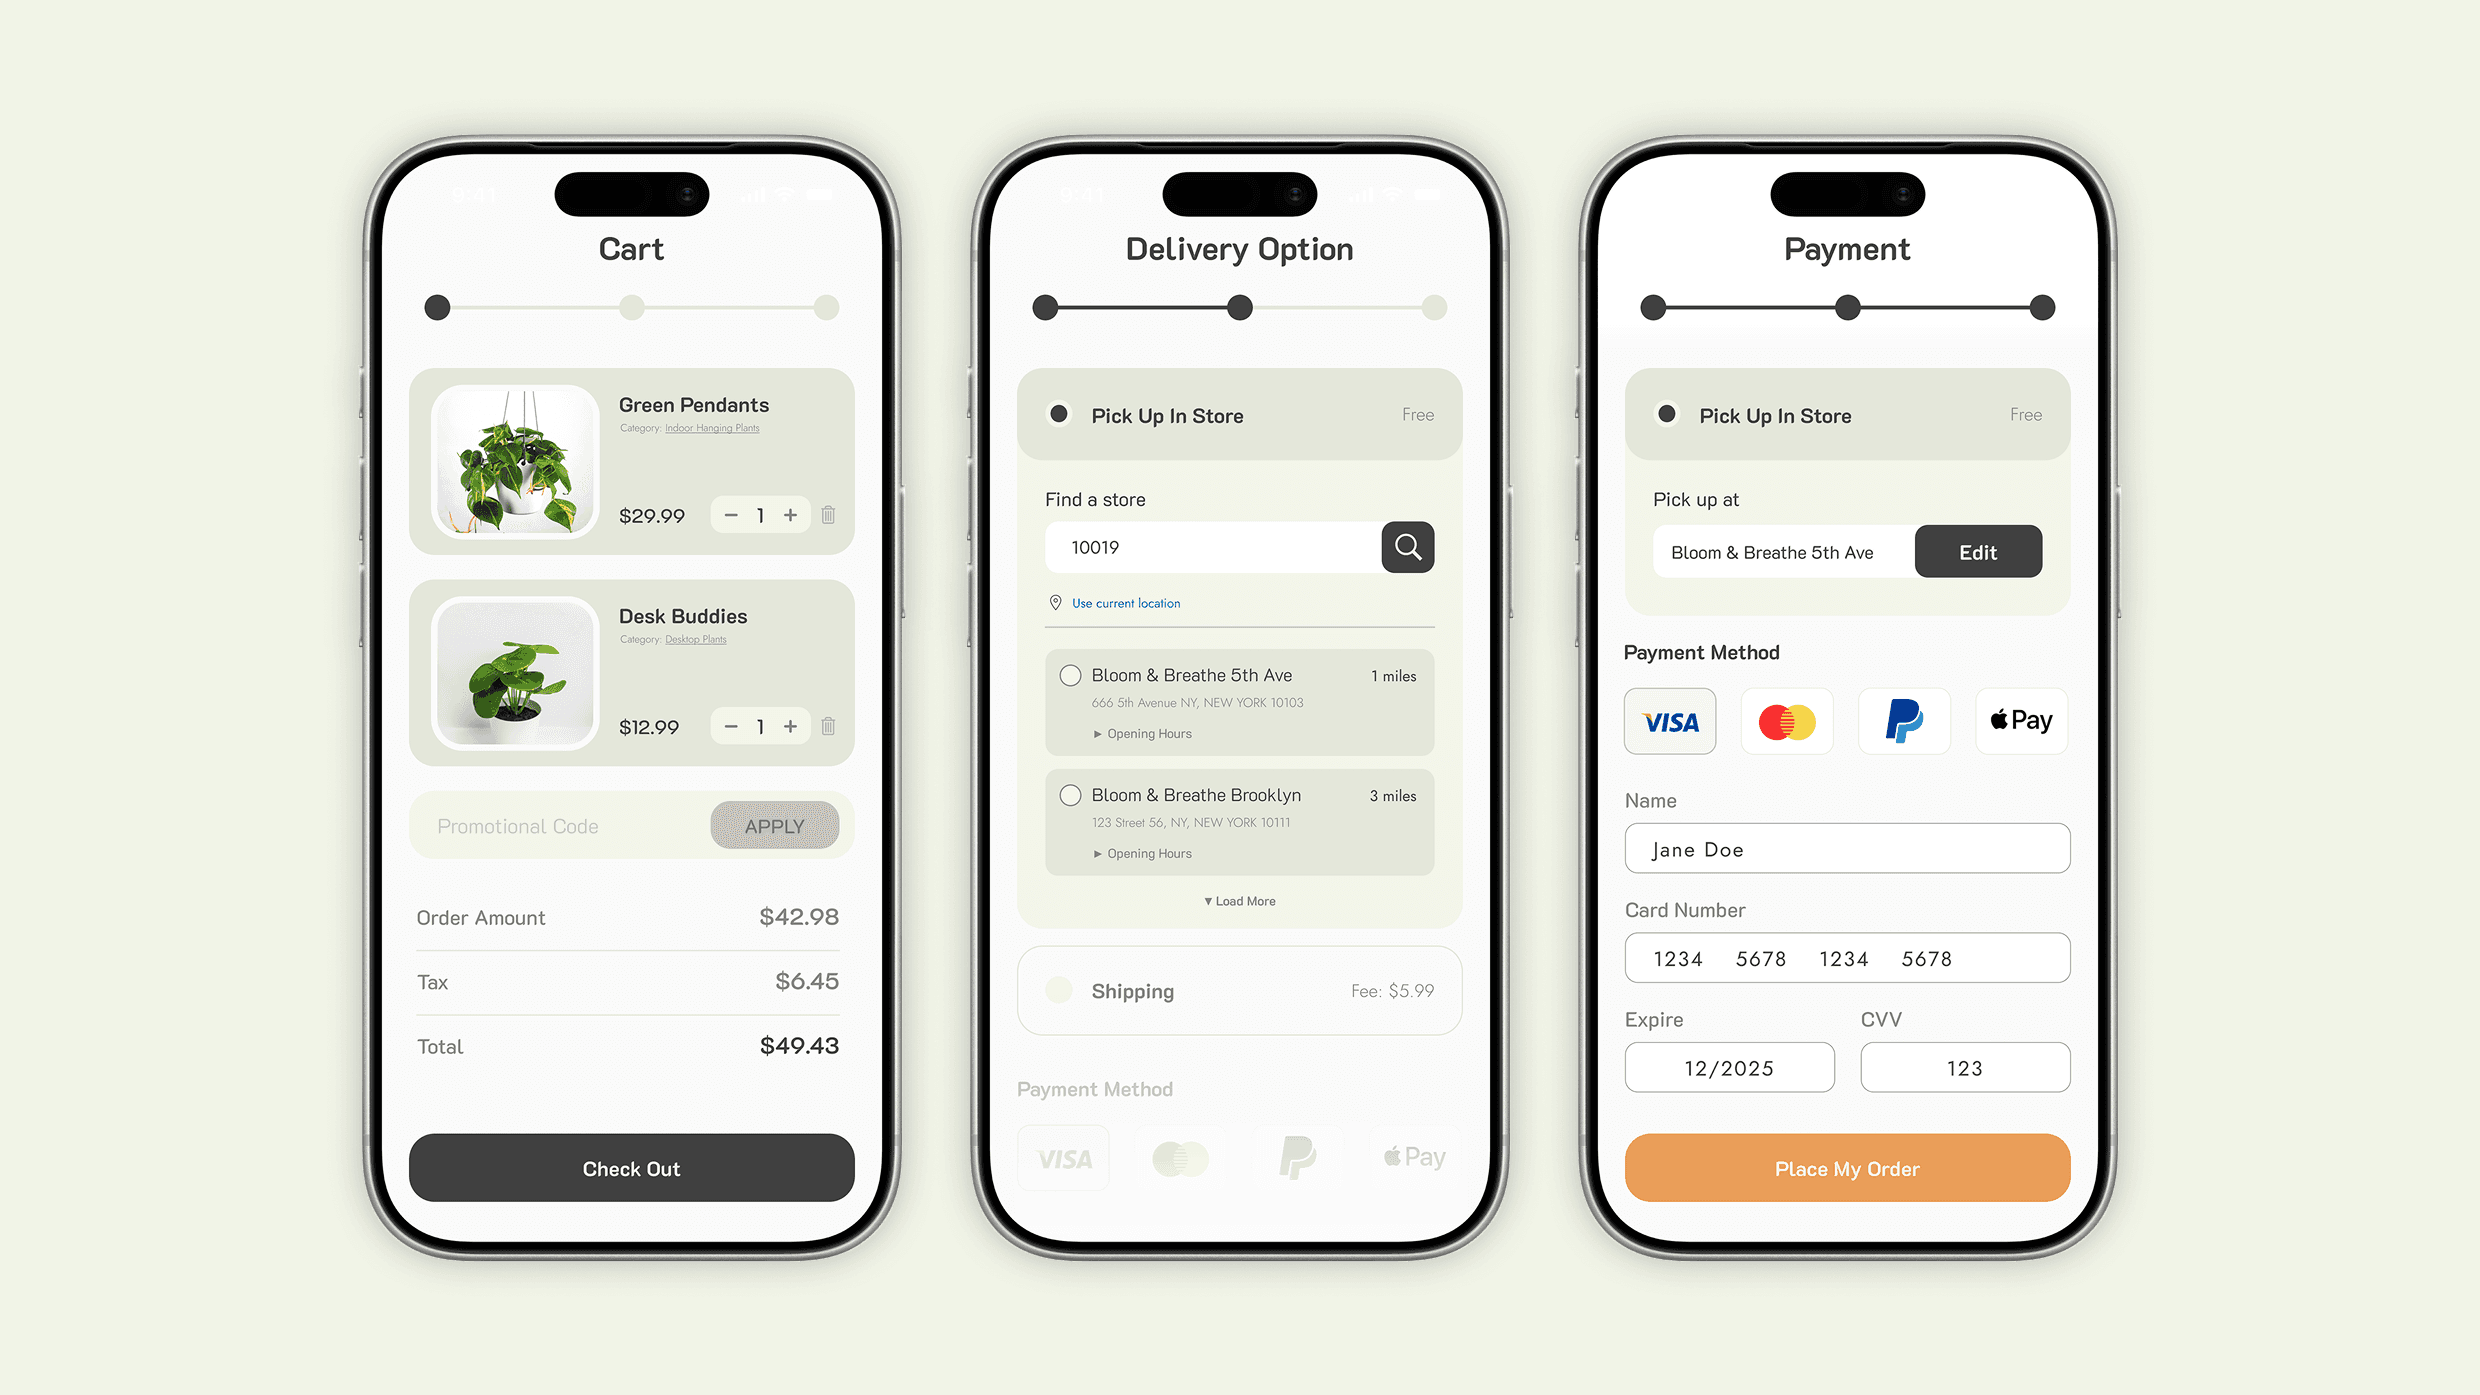 9:41
Cart
Green Pendants
Category: Indoor Hanging Plants
$29.99
1
Desk Buddies
Category: Desktop Plants
$12.99
1
Promotional Code
APPLY
Order Amount
$42.98
Tax
$6.45
Total
$49.43
Check Out
9:41
Delivery Option
Pick Up In Store
Free
Find a store
10019
Use current location
Bloom & Breathe 5th Ave
1 miles
666 5th Avenue NY, NEW YORK 10103
► Opening Hours
Bloom & Breathe Brooklyn
3 miles
123 Street 56, NY, NEW YORK 10111
► Opening Hours
▼ Load More
Shipping
Fee: $5.99
Payment Method
VISA
Pay
Payment
Pick Up In Store
Free
Pick up at
Bloom & Breathe 5th Ave
Edit
Payment Method
VISA
Pay
Name
Jane Doe
Card Number
1234 5678 1234 5678
Expire
CVV
12/2025
123
Place My Order